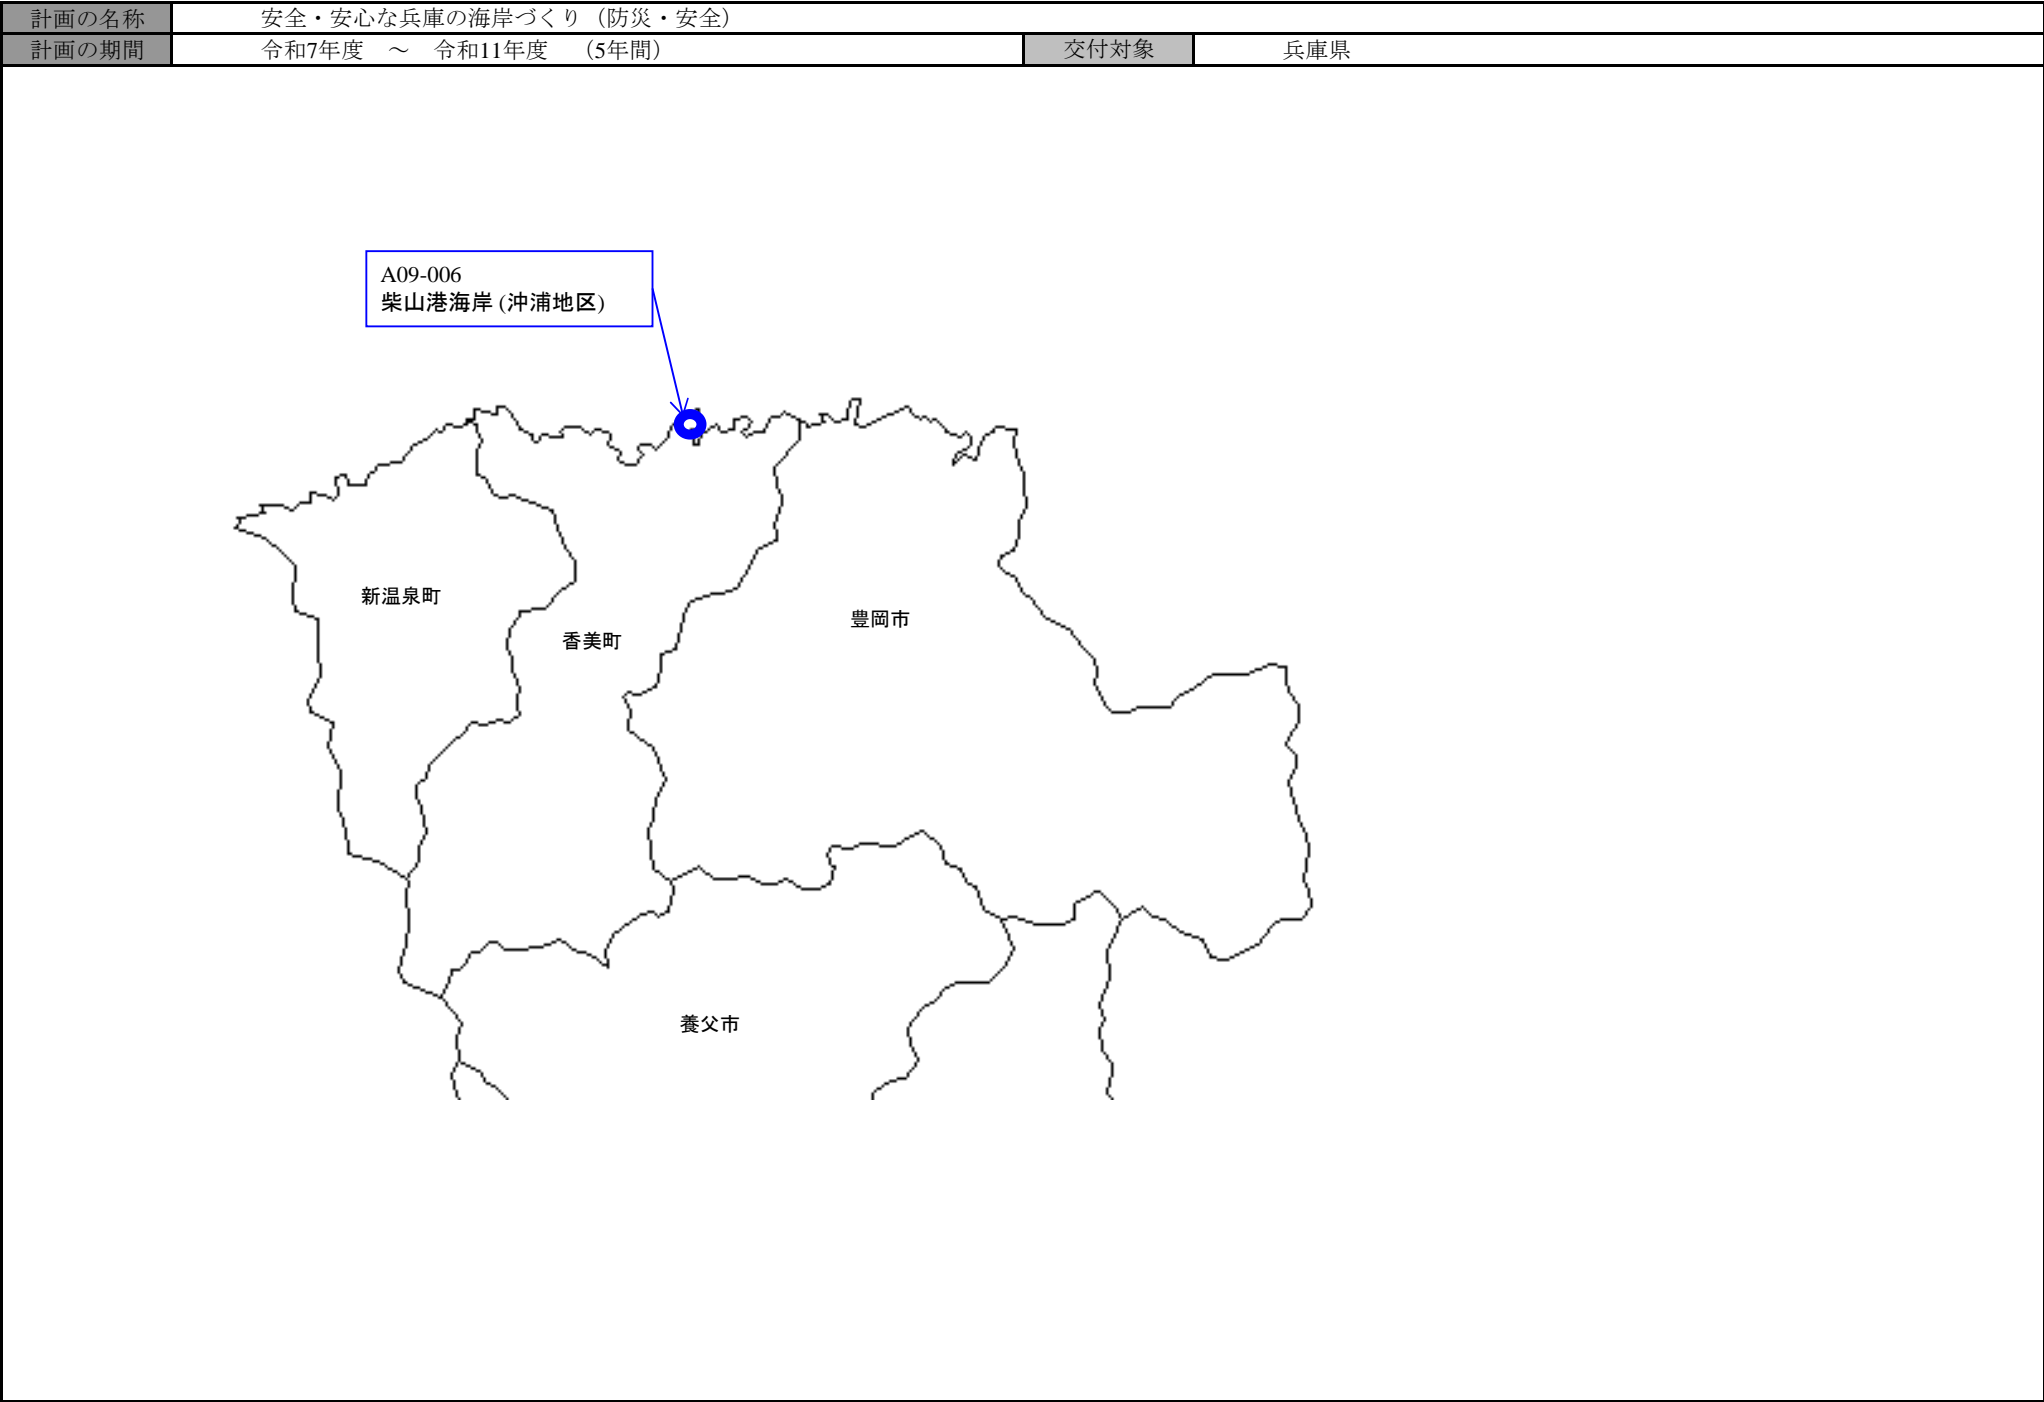 計画の名称 安全・安心な兵庫の海岸づくり（防災・安全）
計画の期間 令和7年度 ～ 令和11年度 （5年間） 交付対象 兵庫県
A09-006
柴山港海岸 (沖浦地区)
新温泉町
豊岡市
香美町
養父市